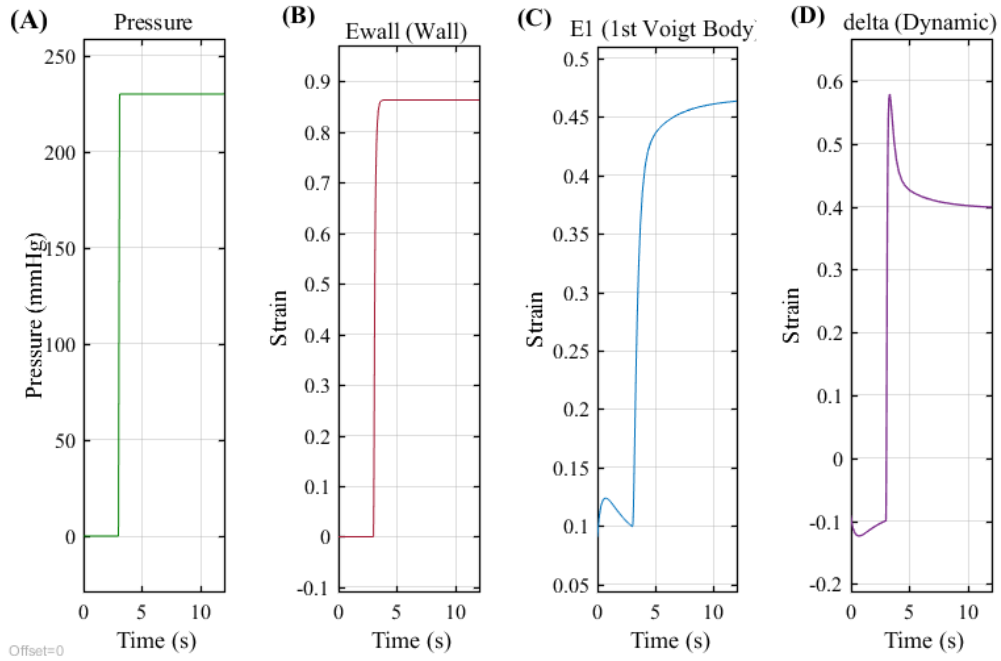 (A)
Pressure
Pressure (mmHg)
250
200
150
100
50
0
0 5 10
Time (s)
(B)
Ewall (Wall)
Strain
0.9
0.8
0.7
0.6
0.5
0.4
0.3
0.2
0.1
0
-0.1
0 5 10
Time (s)
(C)
E1 (1st Voigt Body)
Strain
0.5
0.45
0.4
0.35
0.3
0.25
0.2
0.15
0.1
0.05
0 5 10
Time (s)
(D)
delta (Dynamic)
Strain
0.6
0.5
0.4
0.3
0.2
0.1
0
-0.1
-0.2
0 5 10
Time (s)
Offset=0